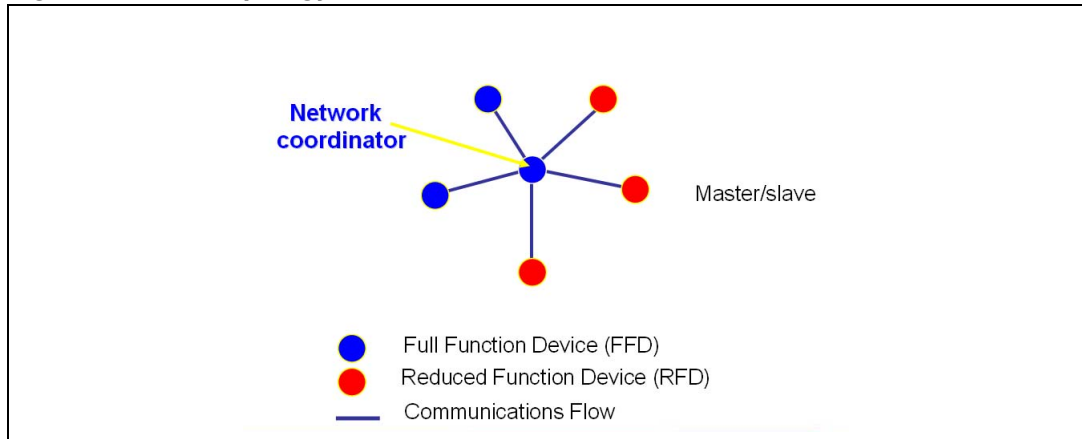 Network
coordinator
Master/slave
Full Function Device (FFD)
Reduced Function Device (RFD)
Communications Flow